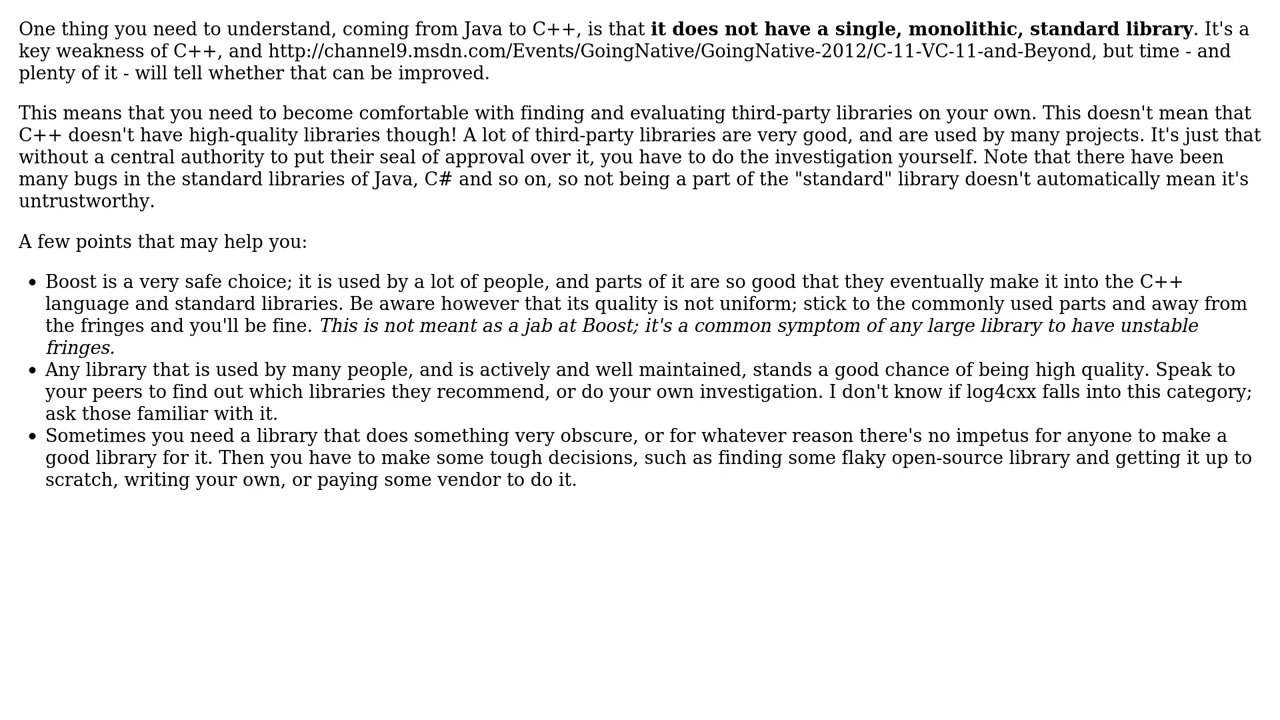 One thing you need to understand, coming from Java to C++, is that it does not have a single, monolithic, standard library. It's a
key weakness of C++, and http://channel9.msdn.com/Events/GoingNative/GoingNative-2012/C-11-VC-11-and-Beyond, but time - and
plenty of it - will tell whether that can be improved.
This means that you need to become comfortable with finding and evaluating third-party libraries on your own. This doesn't mean that
C++ doesn't have high-quality libraries though! A lot of third-party libraries are very good, and are used by many projects. It's just that
without a central authority to put their seal of approval over it, you have to do the investigation yourself. Note that there have been
many bugs in the standard libraries of Java, C# and so on, so not being a part of the "standard" library doesn't automatically mean it's
untrustworthy.
A few points that may help you:
• Boost is a very safe choice; it is used by a lot of people, and parts of it are so good that they eventually make it into the C++
language and standard libraries. Be aware however that its quality is not uniform; stick to the commonly used parts and away from
the fringes and you'll be fine. This is not meant as a jab at Boost; it's a common symptom of any large library to have unstable
fringes.
• Any library that is used by many people, and is actively and well maintained, stands a good chance of being high quality. Speak to
your peers to find out which libraries they recommend, or do your own investigation. I don't know if log4cxx falls into this category;
ask those familiar with it.
• Sometimes you need a library that does something very obscure, or for whatever reason there's no impetus for anyone to make a
good library for it. Then you have to make some tough decisions, such as finding some flaky open-source library and getting it up to
scratch, writing your own, or paying some vendor to do it.